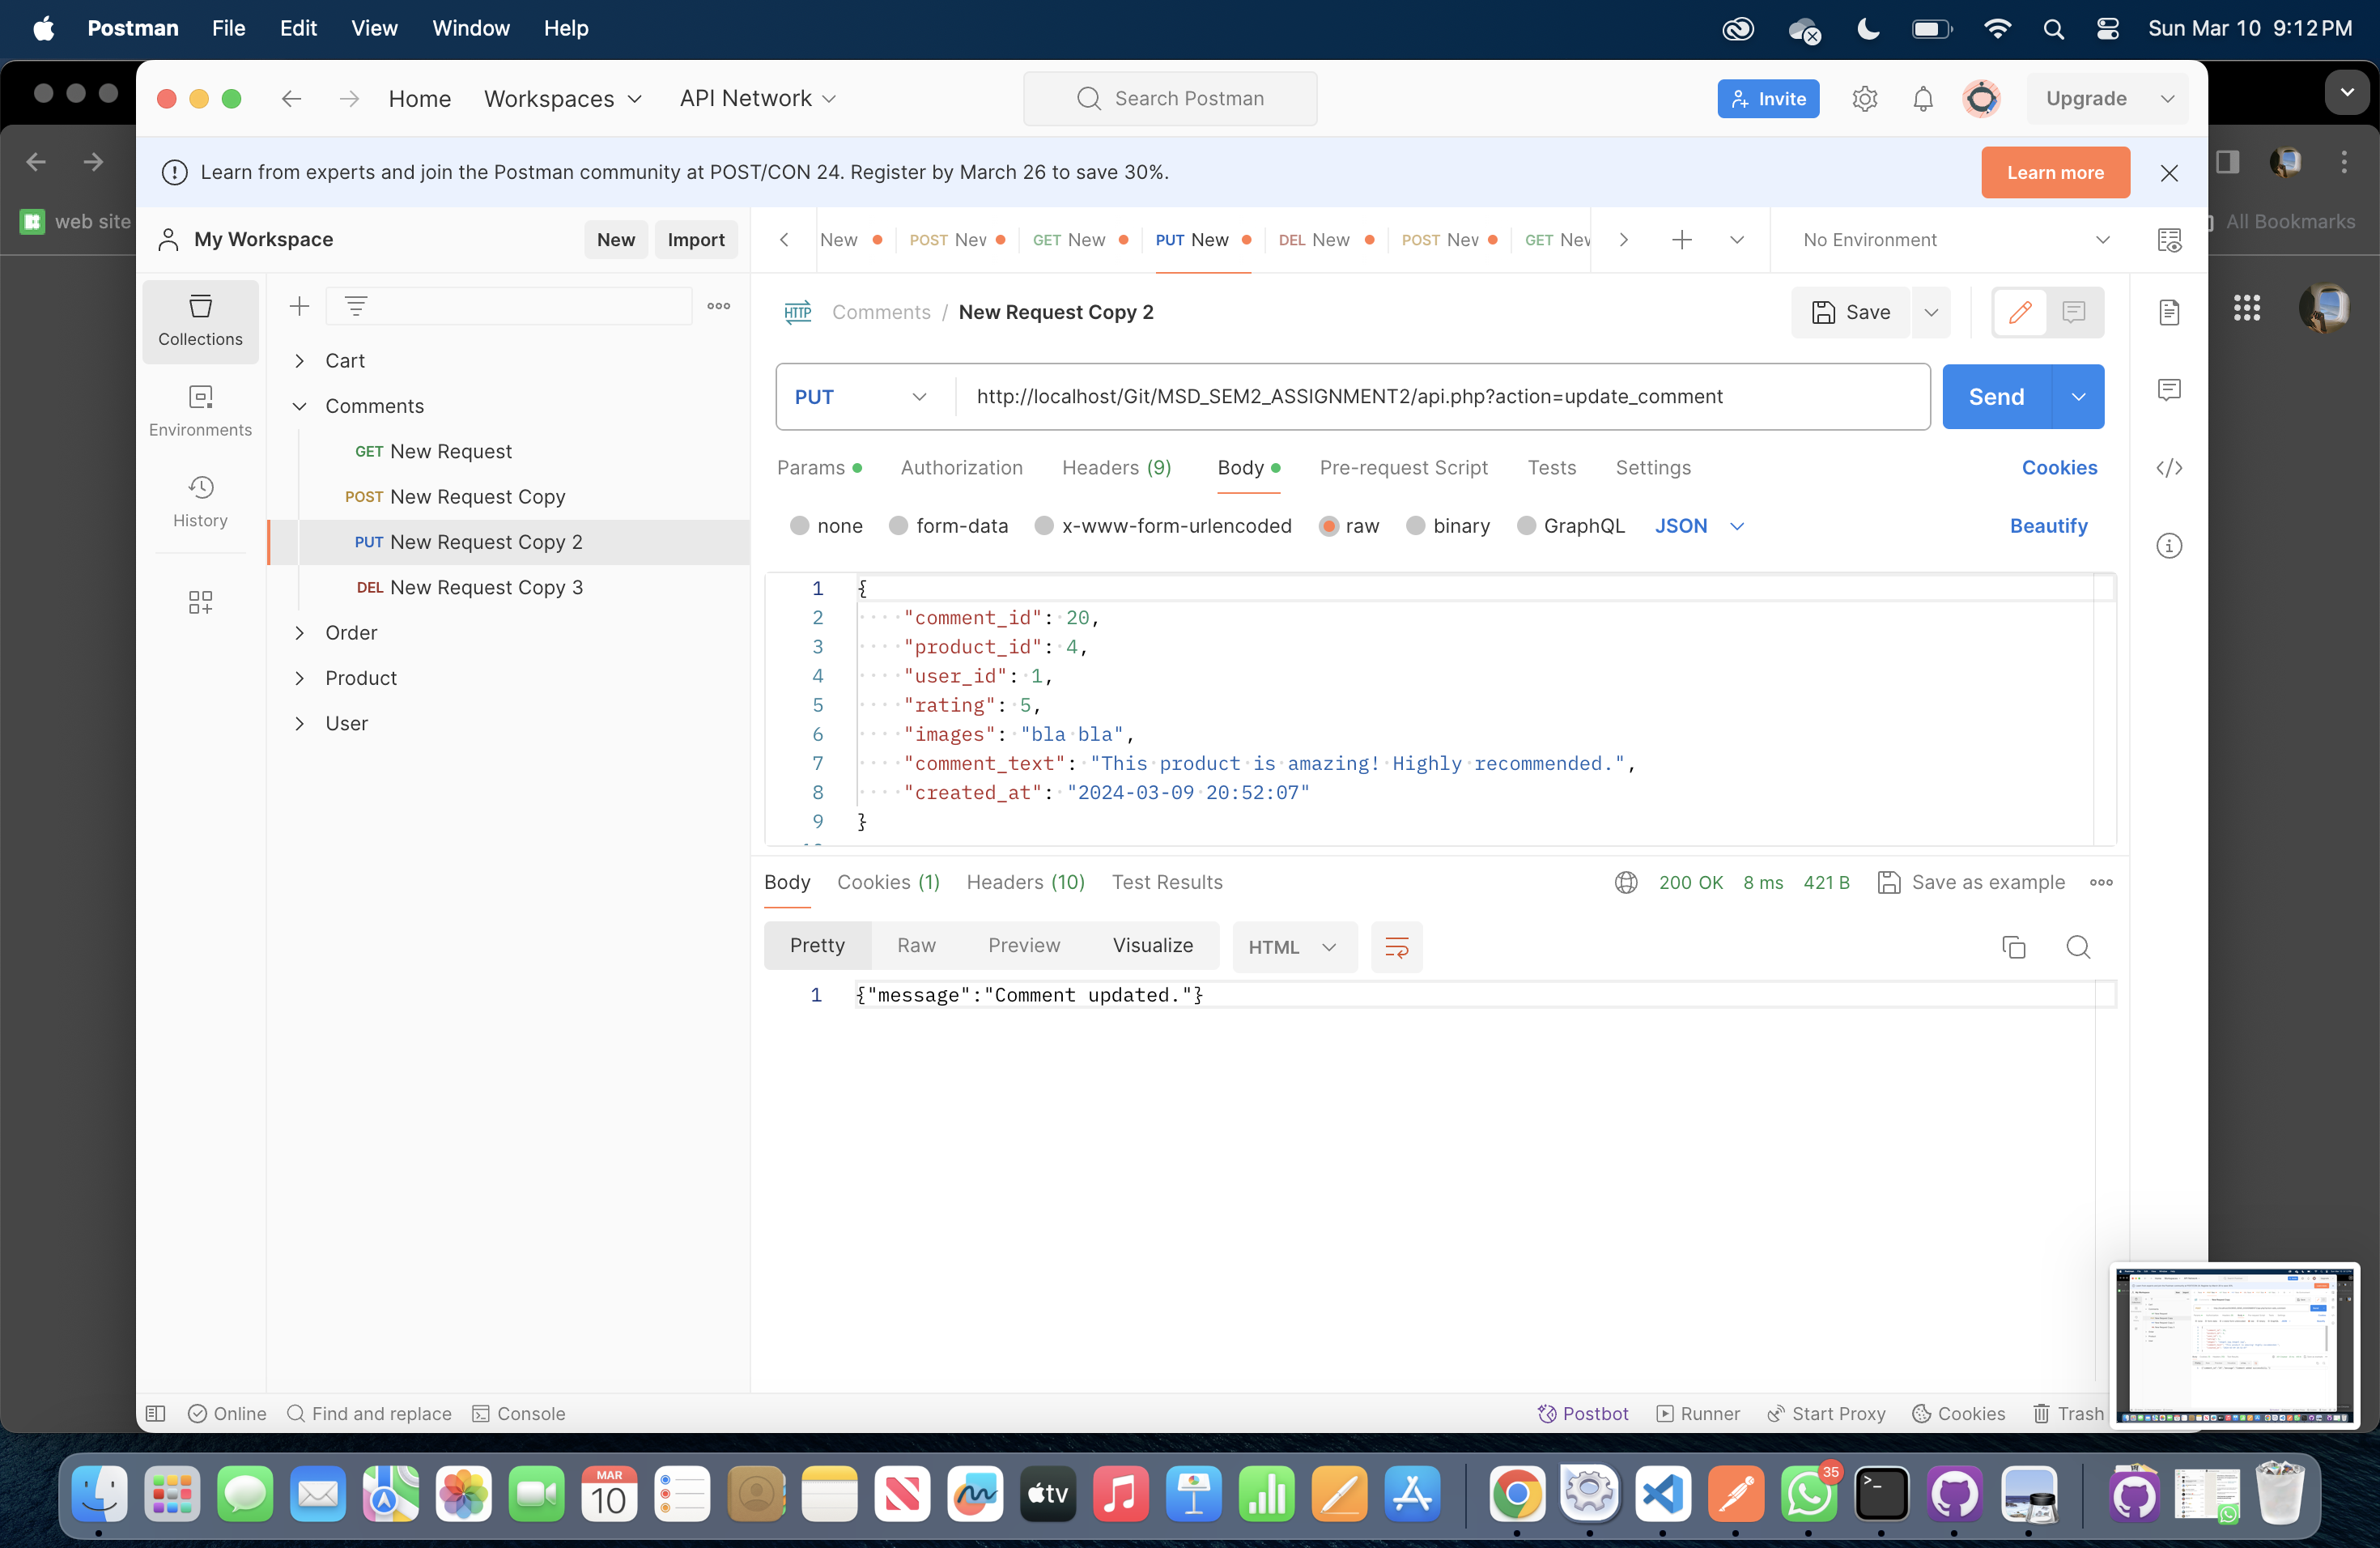 Postman File Edit View Window Help Sun Mar 10 9:12 PM
Home Workspaces API Network Search Postman Invite Upgrade
Learn from experts and join the Postman community at POST/CON 24. Register by March 26 to save 30%. Learn more
web site All Bookmarks
My Workspace New Import New POST New GET New PUT New DEL New POST New GET New No Environment
Collections
Environments
History
Cart
Comments
GET New Request
POST New Request Copy
PUT New Request Copy 2
DEL New Request Copy 3
Order
Product
User
HTTP Comments / New Request Copy 2 Save
PUT http://localhost/Git/MSD_SEM2_ASSIGNMENT2/api.php?action=update_comment Send
Params Authorization Headers (9) Body Pre-request Script Tests Settings Cookies
none form-data x-www-form-urlencoded raw binary GraphQL JSON Beautify
1 {
2 "comment_id": 20,
3 "product_id": 4,
4 "user_id": 1,
5 "rating": 5,
6 "images": "bla bla",
7 "comment_text": "This product is amazing! Highly recommended.",
8 "created_at": "2024-03-09 20:52:07"
9 }
Body Cookies (1) Headers (10) Test Results 200 OK 8 ms 421 B Save as example
Pretty Raw Preview Visualize HTML
1 {"message":"Comment updated."}
Online Find and replace Console Postbot Runner Start Proxy Cookies Trash
MAR
10
tv
35